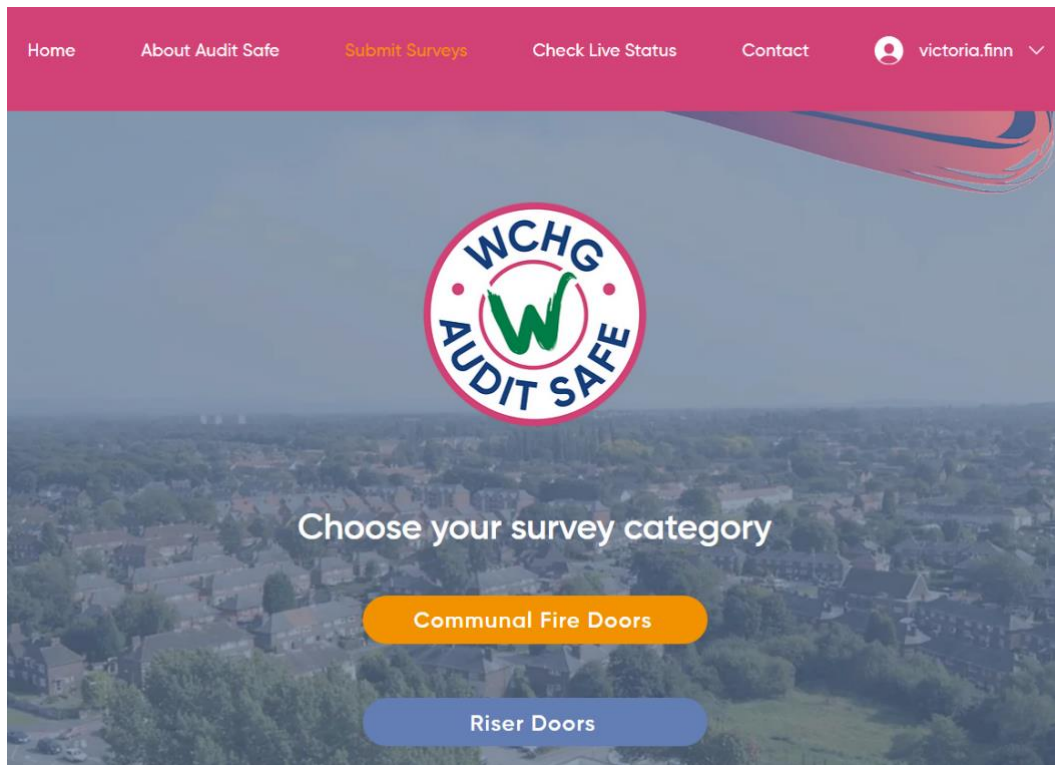 Home About Audit Safe Submit Surveys Check Live Status Contact victoria.finn
WCHG
W
AUDIT SAFE
Choose your survey category
Communal Fire Doors
Riser Doors